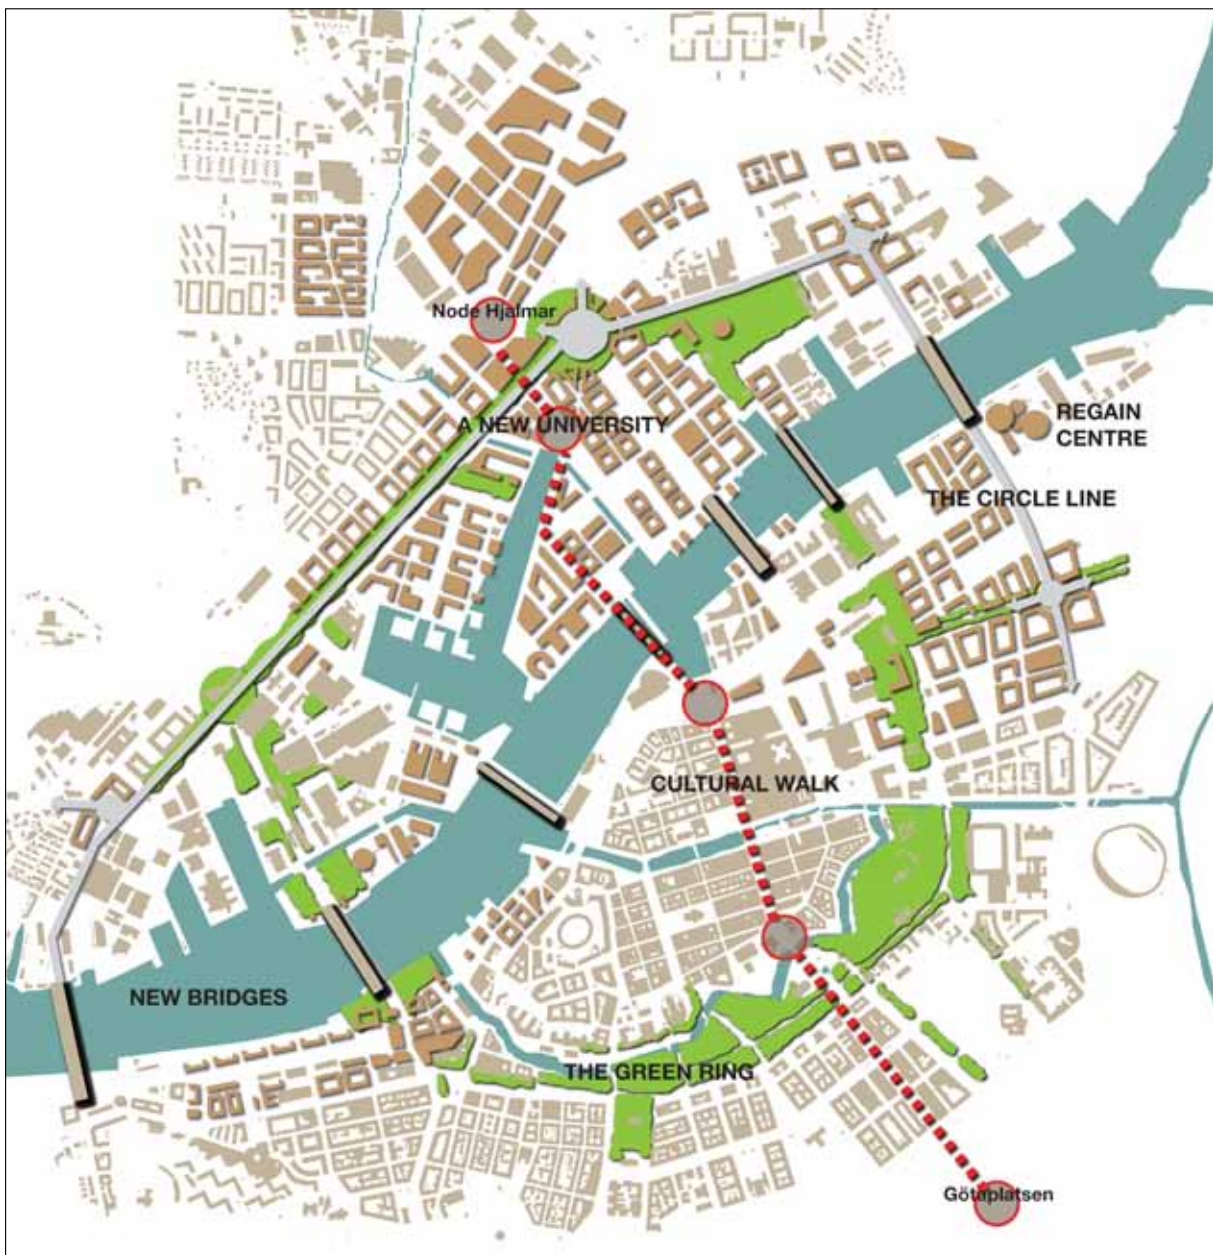 Node Hjalmar
A NEW UNIVERSITY
REGAIN
CENTRE
THE CIRCLE LINE
CULTURAL WALK
NEW BRIDGES
THE GREEN RING
Götaplatsen